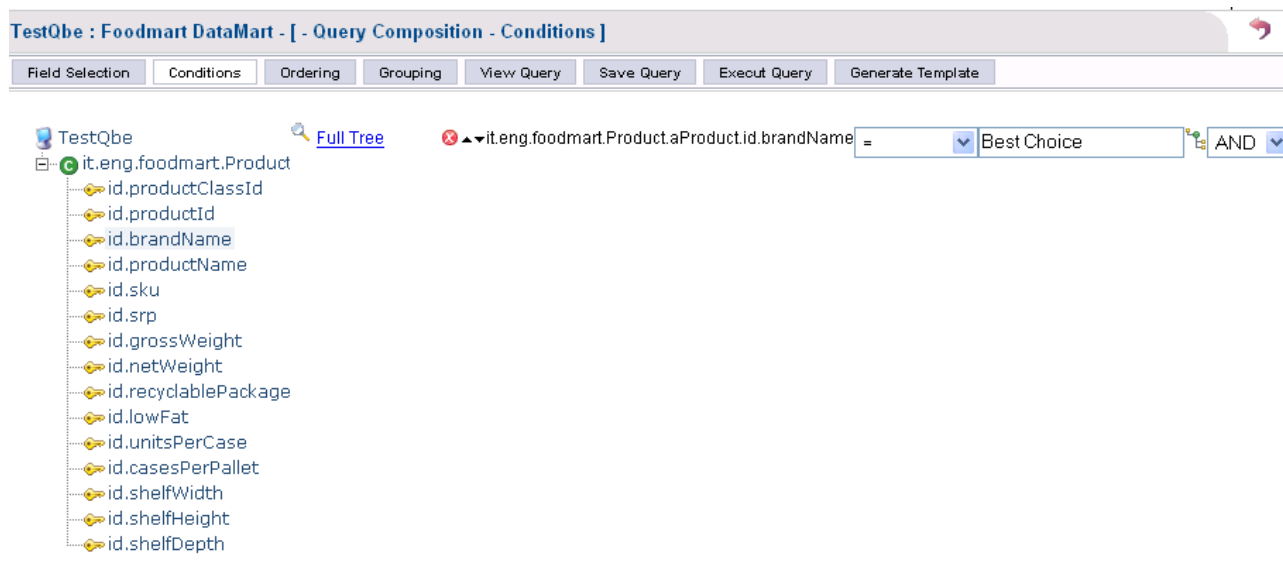 TestQbe : Foodmart DataMart - [ - Query Composition - Conditions ]
Field Selection Conditions Ordering Grouping View Query Save Query Execut Query Generate Template
TestQbe Full Tree it.eng.foodmart.Product.aProduct.id.brandName = Best Choice AND
it.eng.foodmart.Product
id.productClassId
id.productId
id.brandName
id.productName
id.sku
id.srp
id.grossWeight
id.netWeight
id.recyclablePackage
id.lowFat
id.unitsPerCase
id.casesPerPallet
id.shelfWidth
id.shelfHeight
id.shelfDepth